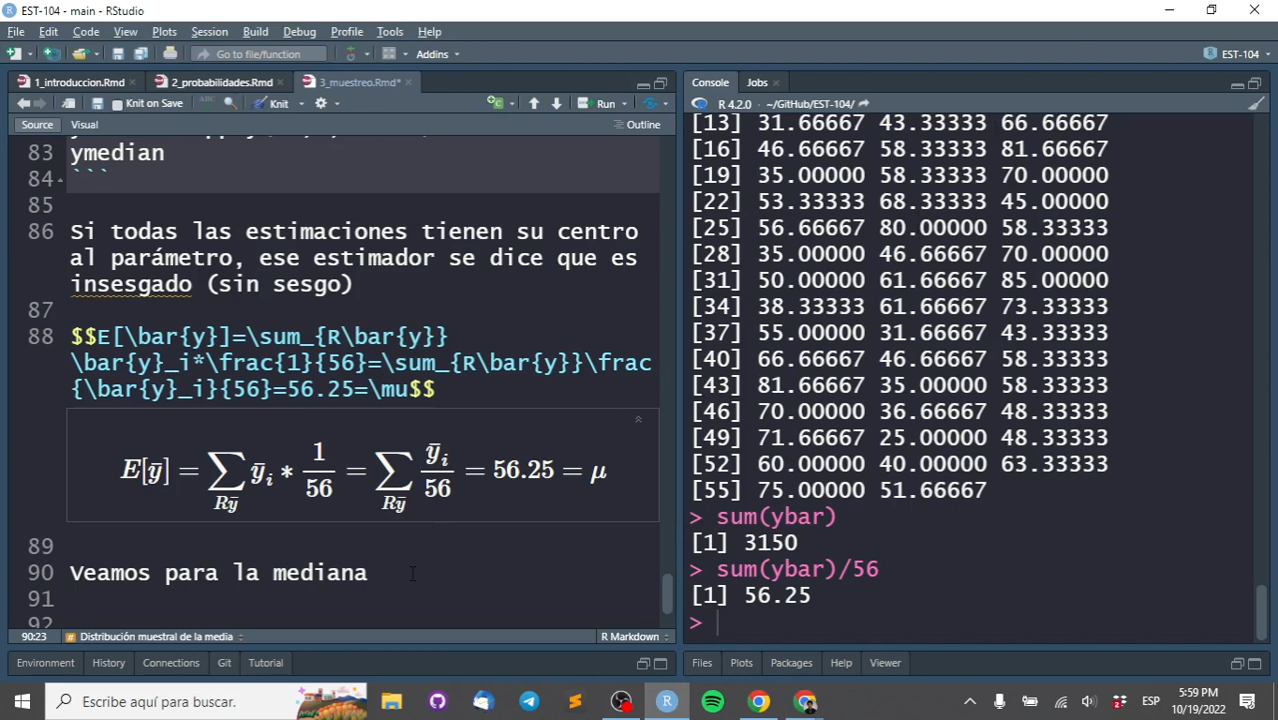 EST-104 - main - RStudio
File Edit Code View Plots Session Build Debug Profile Tools Help
Go to file/function Addins EST-104
1_introduccion.Rmd 2_probabilidades.Rmd 3_muestreo.Rmd*
Knit on Save ABC Knit Run
Source Visual Outline
83 ymedian
84 ```
85
86 Si todas las estimaciones tienen su centro
al parámetro, ese estimador se dice que es
insesgado (sin sesgo)
87
88 $$E[\bar{y}]=\sum_{R\bar{y}}
\bar{y}_i*\frac{1}{56}=\sum_{R\bar{y}}\frac
{\bar{y}_i}{56}=56.25=\mu$$
E[ȳ] = ∑Rȳ ȳi * 1/56 = ∑Rȳ ȳi/56 = 56.25 = μ
89
90 Veamos para la mediana
91
92
90:23 Distribución muestral de la media R Markdown
Environment History Connections Git Tutorial
Console Jobs
R 4.2.0 · ~/GitHub/EST-104/
[13] 31.66667 43.33333 66.66667
[16] 46.66667 58.33333 81.66667
[19] 35.00000 58.33333 70.00000
[22] 53.33333 68.33333 45.00000
[25] 56.66667 80.00000 58.33333
[28] 35.00000 46.66667 70.00000
[31] 50.00000 61.66667 85.00000
[34] 38.33333 61.66667 73.33333
[37] 55.00000 31.66667 43.33333
[40] 66.66667 46.66667 58.33333
[43] 81.66667 35.00000 58.33333
[46] 70.00000 36.66667 48.33333
[49] 71.66667 25.00000 48.33333
[52] 60.00000 40.00000 63.33333
[55] 75.00000 51.66667
> sum(ybar)
[1] 3150
> sum(ybar)/56
[1] 56.25
>
Files Plots Packages Help Viewer
Escribe aquí para buscar.
ESP
5:59 PM
10/19/2022